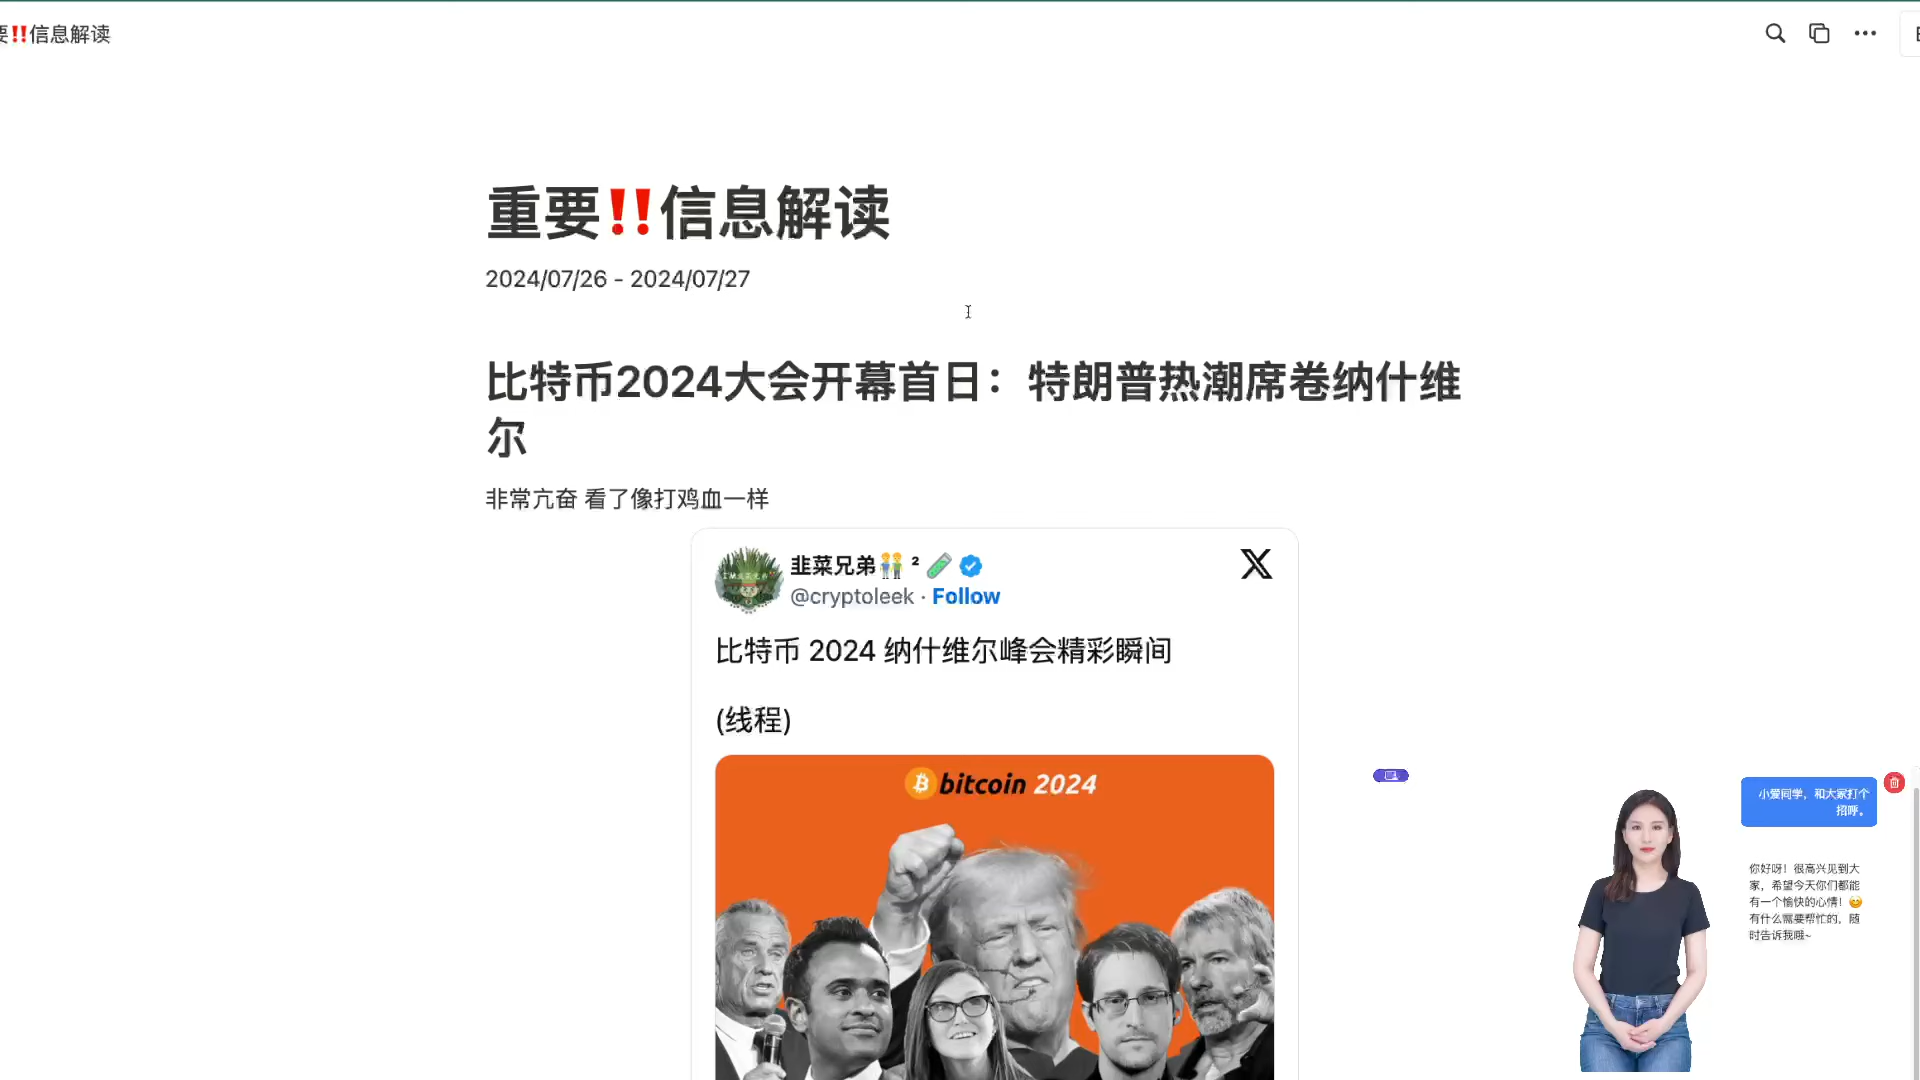 要‼️信息解读
重要‼️信息解读
2024/07/26 - 2024/07/27
比特币2024大会开幕首日：特朗普热潮席卷纳什维
尔
非常亢奋 看了像打鸡血一样
韭菜兄弟👬 ² 🧪
@cryptoleek · Follow
比特币 2024 纳什维尔峰会精彩瞬间
(线程)
bitcoin 2024
小爱同学，和大家打个
招呼。
你好呀！很高兴见到大
家，希望今天你们都能
有一个愉快的心情！😊
有什么需要帮忙的，随
时告诉我哦~